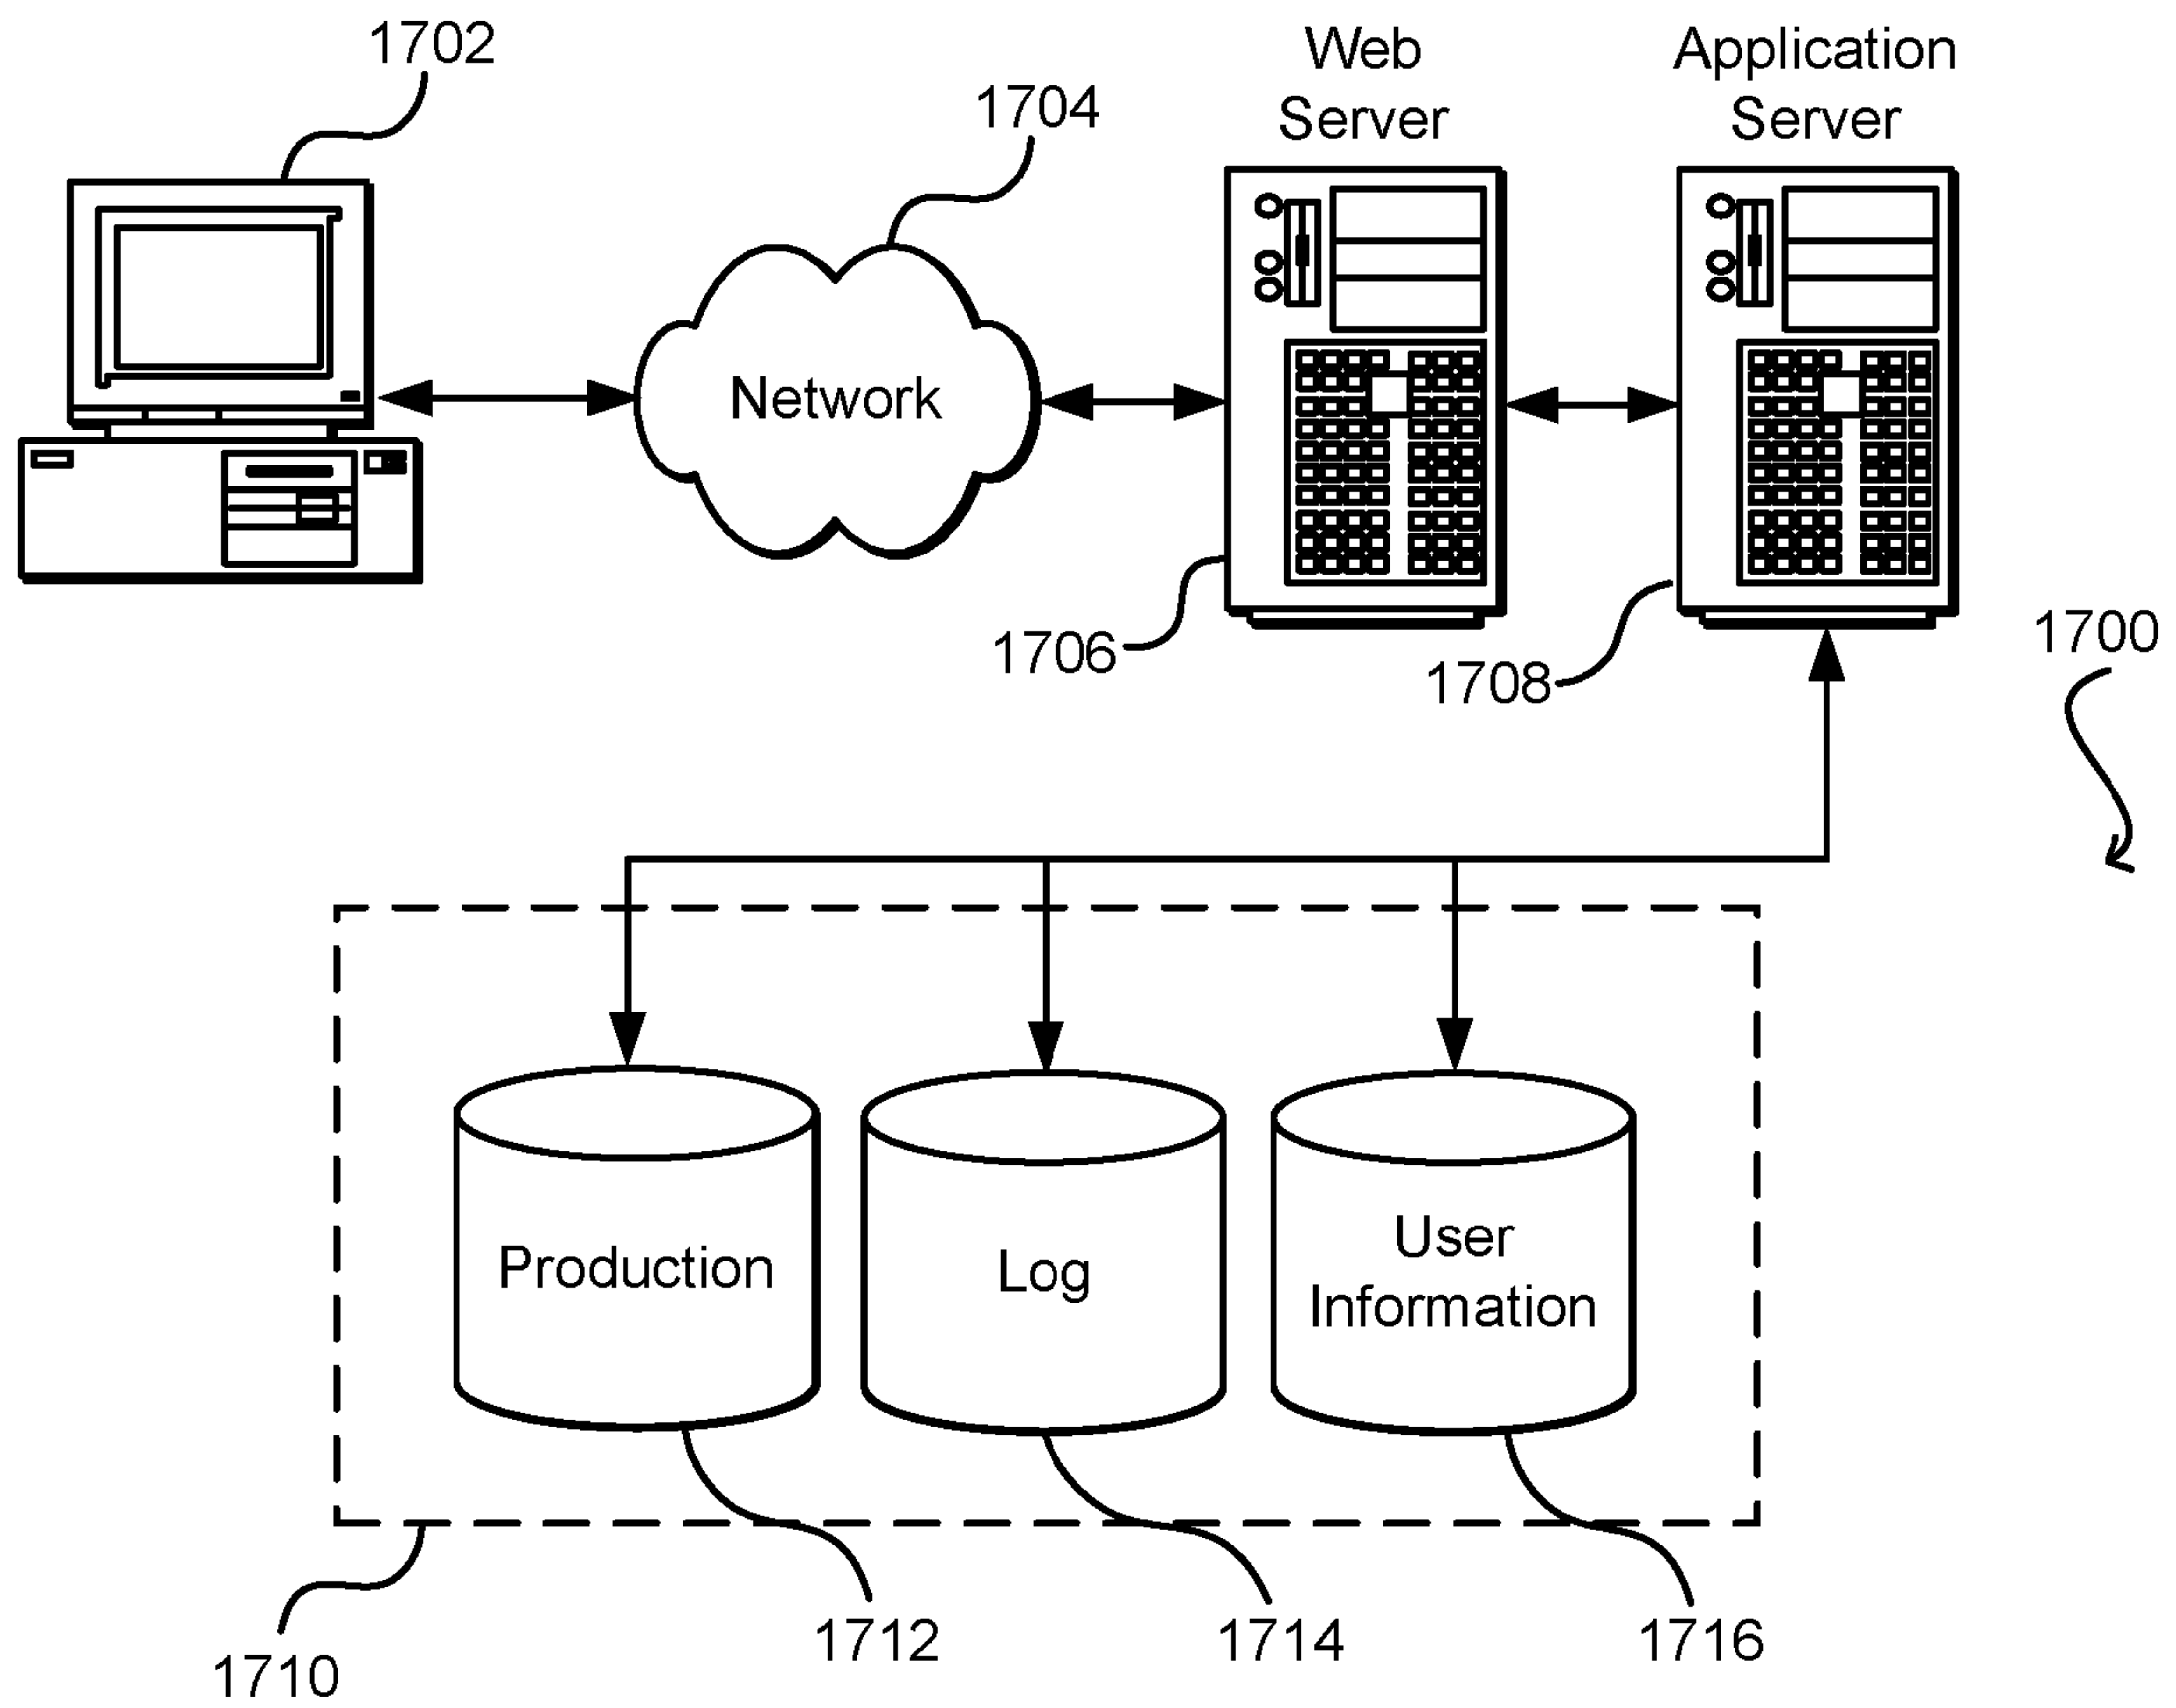 1702
1704
Web
Server
Application
Server
Network
1706
1708
1700
Production
Log
User
Information
1710
1712
1714
1716